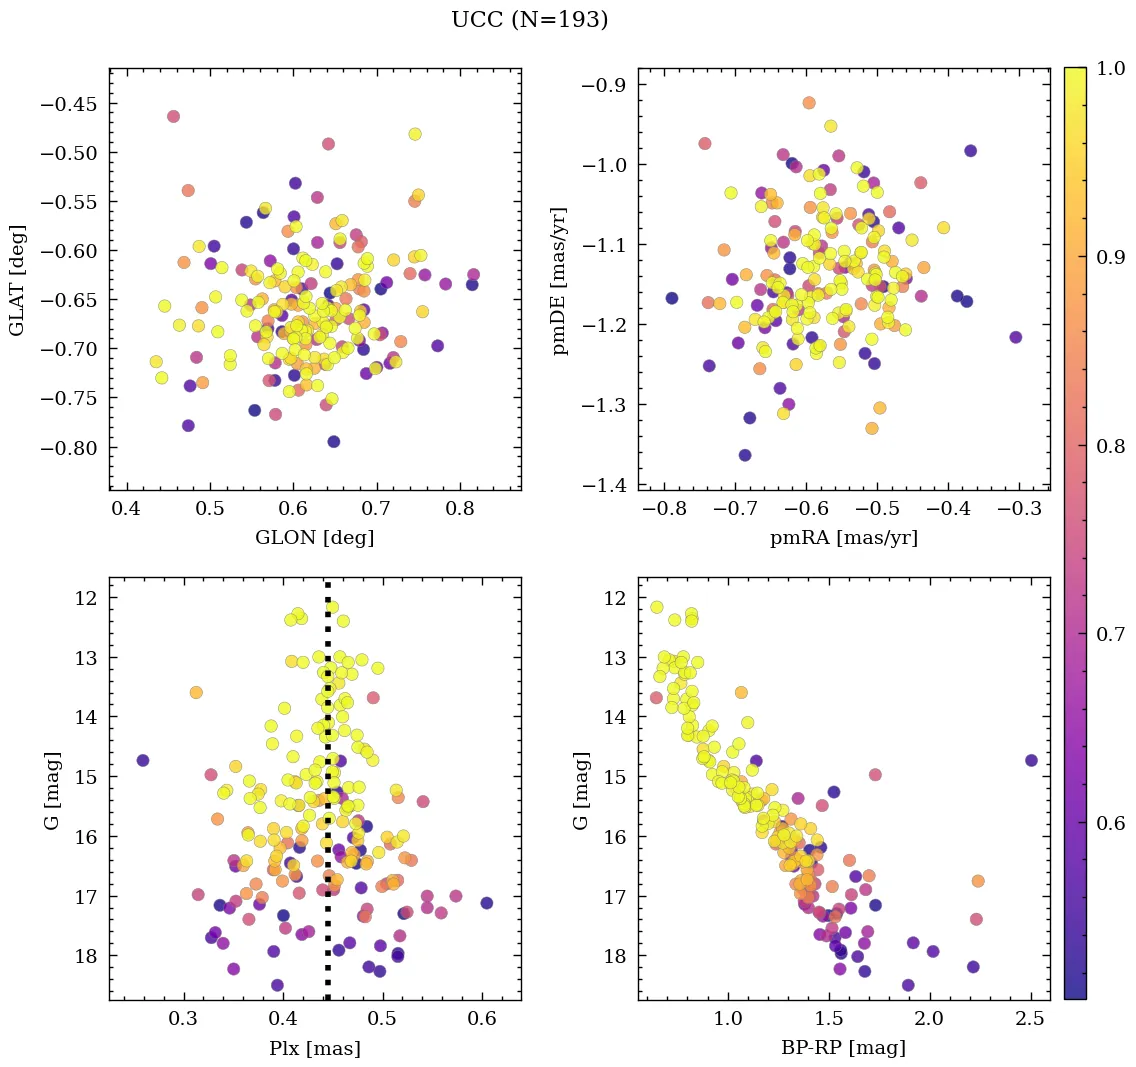 UCC (N=193)
−0.45
−0.50
−0.55
−0.60
−0.65
−0.70
−0.75
−0.80
GLAT [deg]
0.4 0.5 0.6 0.7 0.8
GLON [deg]
−0.9
−1.0
−1.1
−1.2
−1.3
−1.4
pmDE [mas/yr]
−0.8 −0.7 −0.6 −0.5 −0.4 −0.3
pmRA [mas/yr]
12
13
14
15
16
17
18
G [mag]
0.3 0.4 0.5 0.6
Plx [mas]
12
13
14
15
16
17
18
G [mag]
1.0 1.5 2.0 2.5
BP-RP [mag]
1.0
0.9
0.8
0.7
0.6